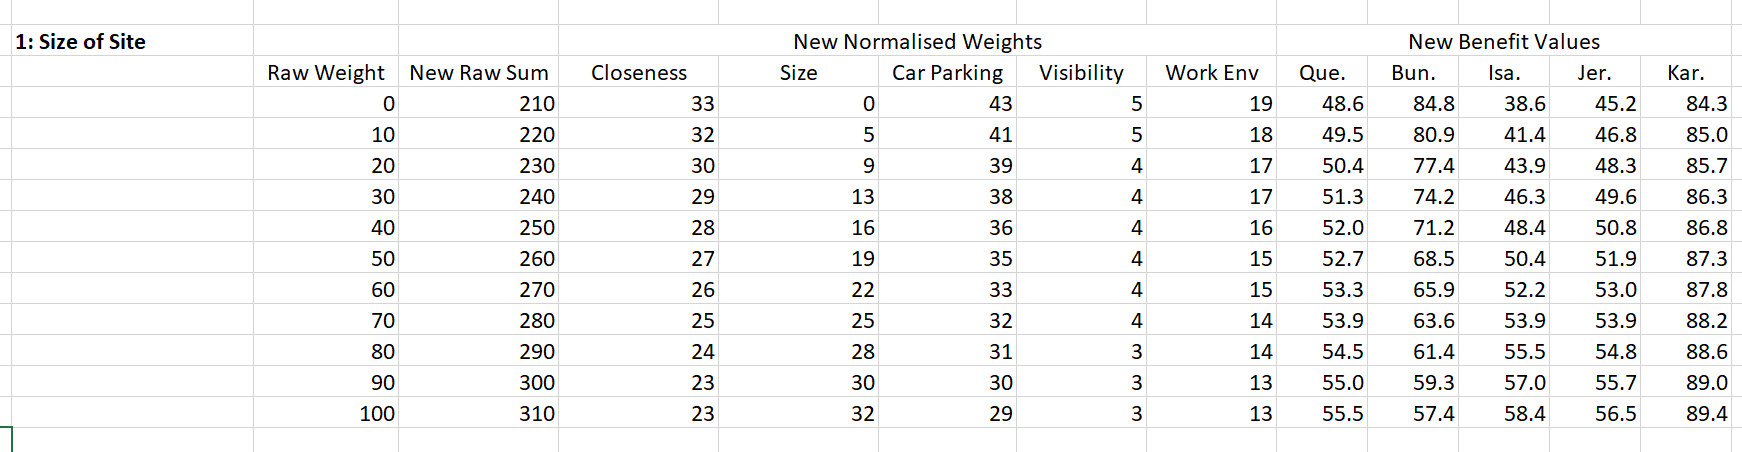 1: Size of Site New Normalised Weights New Benefit Values
Raw Weight New Raw Sum Closeness Size Car Parking Visibility Work Env Que. Bun. Isa. Jer. Kar.
0 210 33 0 43 5 19 48.6 84.8 38.6 45.2 84.3
10 220 32 5 41 5 18 49.5 80.9 41.4 46.8 85.0
20 230 30 9 39 4 17 50.4 77.4 43.9 48.3 85.7
30 240 29 13 38 4 17 51.3 74.2 46.3 49.6 86.3
40 250 28 16 36 4 16 52.0 71.2 48.4 50.8 86.8
50 260 27 19 35 4 15 52.7 68.5 50.4 51.9 87.3
60 270 26 22 33 4 15 53.3 65.9 52.2 53.0 87.8
70 280 25 25 32 4 14 53.9 63.6 53.9 53.9 88.2
80 290 24 28 31 3 14 54.5 61.4 55.5 54.8 88.6
90 300 23 30 30 3 13 55.0 59.3 57.0 55.7 89.0
100 310 23 32 29 3 13 55.5 57.4 58.4 56.5 89.4